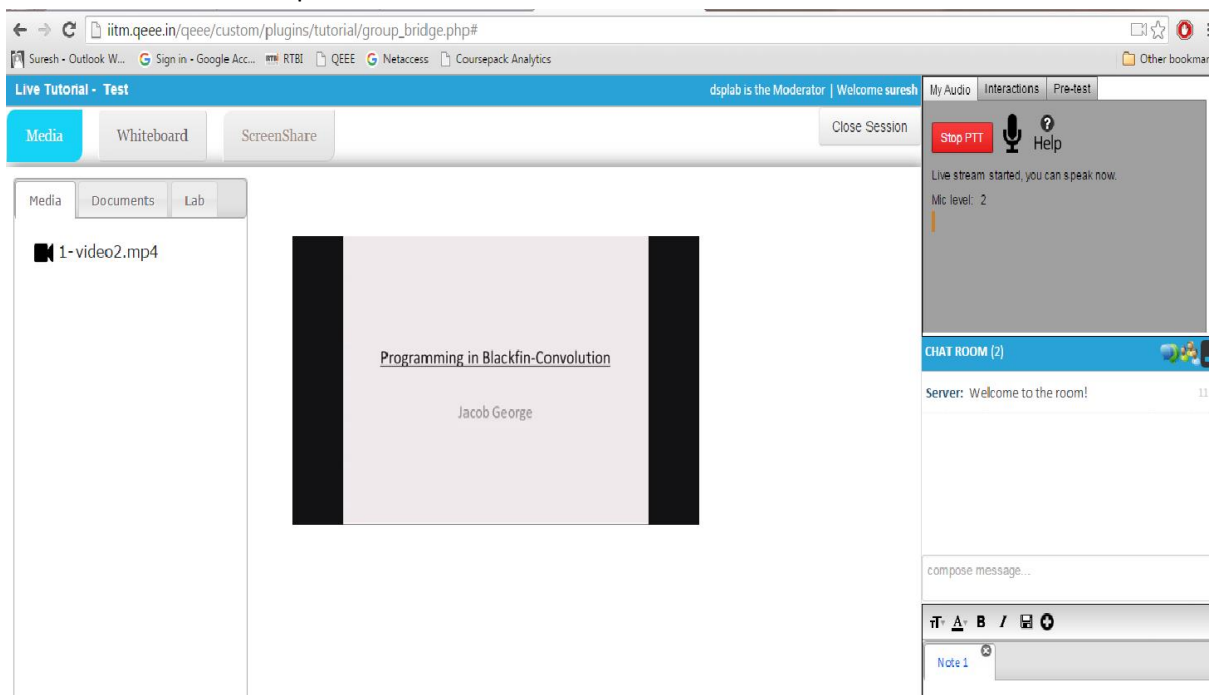 iitm.qeee.in/qeee/custom/plugins/tutorial/group_bridge.php#
Suresh - Outlook W... Sign in - Google Acc... RTBI QEEE Netaccess Coursepack Analytics Other bookmar
Live Tutorial - Test dsplab is the Moderator | Welcome suresh
My Audio Interactions Pre-test
Media Whiteboard ScreenShare Close Session
Stop PTT Help
Live stream started, you can speak now.
Mic level: 2
Media Documents Lab
1-video2.mp4
Programming in Blackfin-Convolution
Jacob George
CHAT ROOM (2)
Server: Welcome to the room! 11
compose message...
Note 1